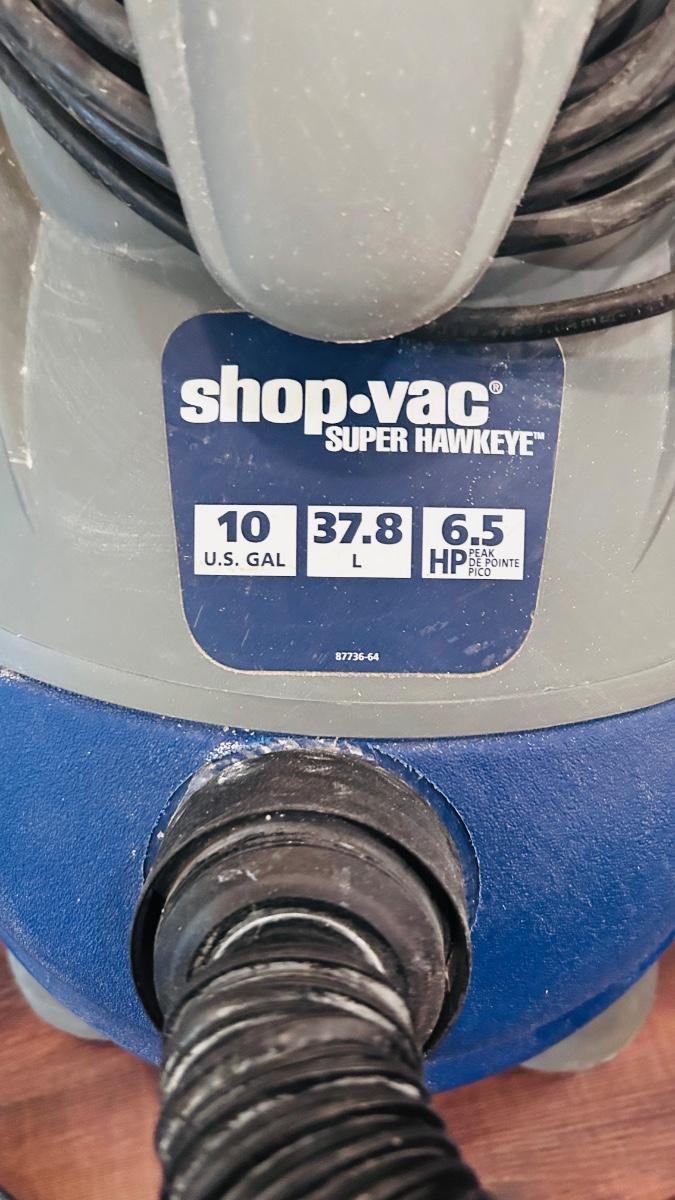 shop•vac®
SUPER HAWKEYE™
10
U.S. GAL
37.8
L
6.5
HP PEAK
DE POINTE
PICO
87736-64